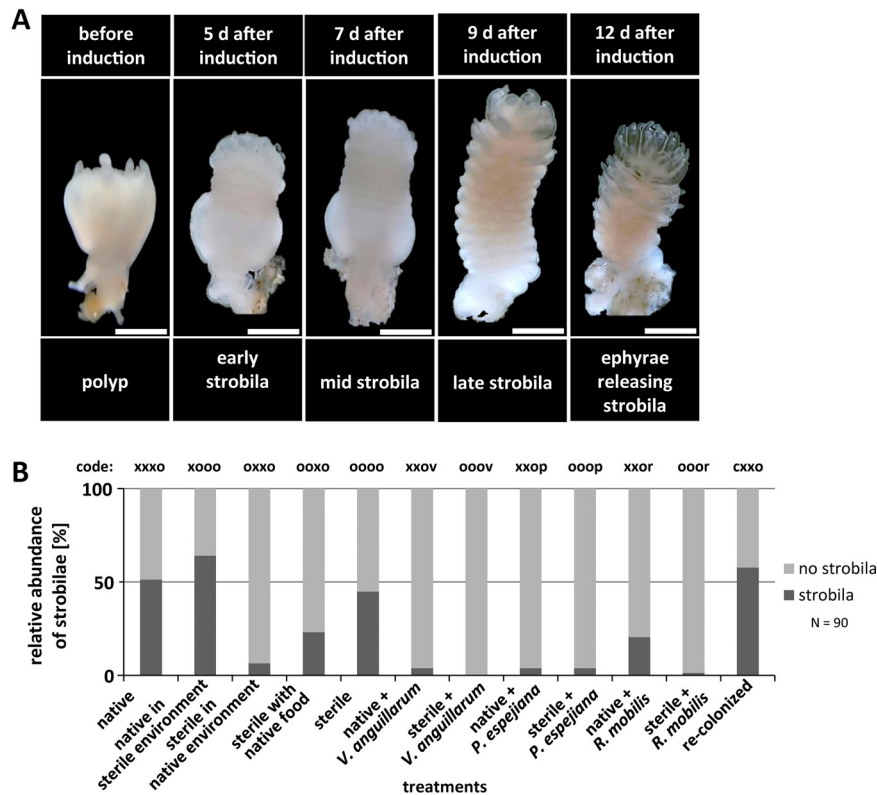 A
before
induction
5 d after
induction
7 d after
induction
9 d after
induction
12 d after
induction
polyp
early
strobila
mid strobila
late strobila
ephyrae
releasing
strobila
B
code: xxxo xooo oxxo ooxo oooo xxov ooov xxop ooop xxor ooor cxxo
relative abundance
of strobilae [%]
100
50
0
no strobila
strobila
N = 90
native
native in
sterile environment
sterile in
native environment
sterile with
native food
sterile
native +
V. anguillarum
sterile +
V. anguillarum
native +
P. espejiana
sterile +
P. espejiana
native +
R. mobilis
sterile +
R. mobilis
re-colonized
treatments